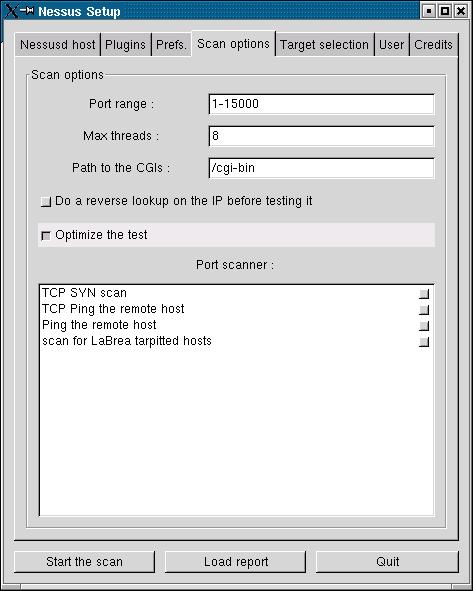 Nessus Setup
Nessusd host Plugins Prefs. Scan options Target selection User Credits
Scan options
Port range : 1-15000
Max threads : 8
Path to the CGIs : /cgi-bin
Do a reverse lookup on the IP before testing it
Optimize the test
Port scanner :
TCP SYN scan
TCP Ping the remote host
Ping the remote host
scan for LaBrea tarpitted hosts
Start the scan Load report Quit